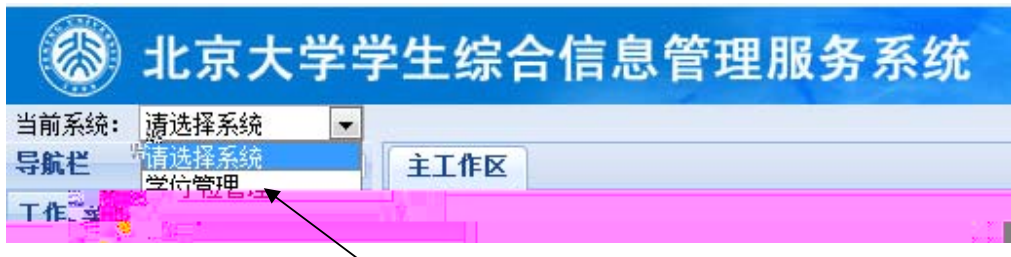 北京大学学生综合信息管理服务系统
当前系统: 请选择系统
导航栏 请选择系统 主工作区
学位管理
工作